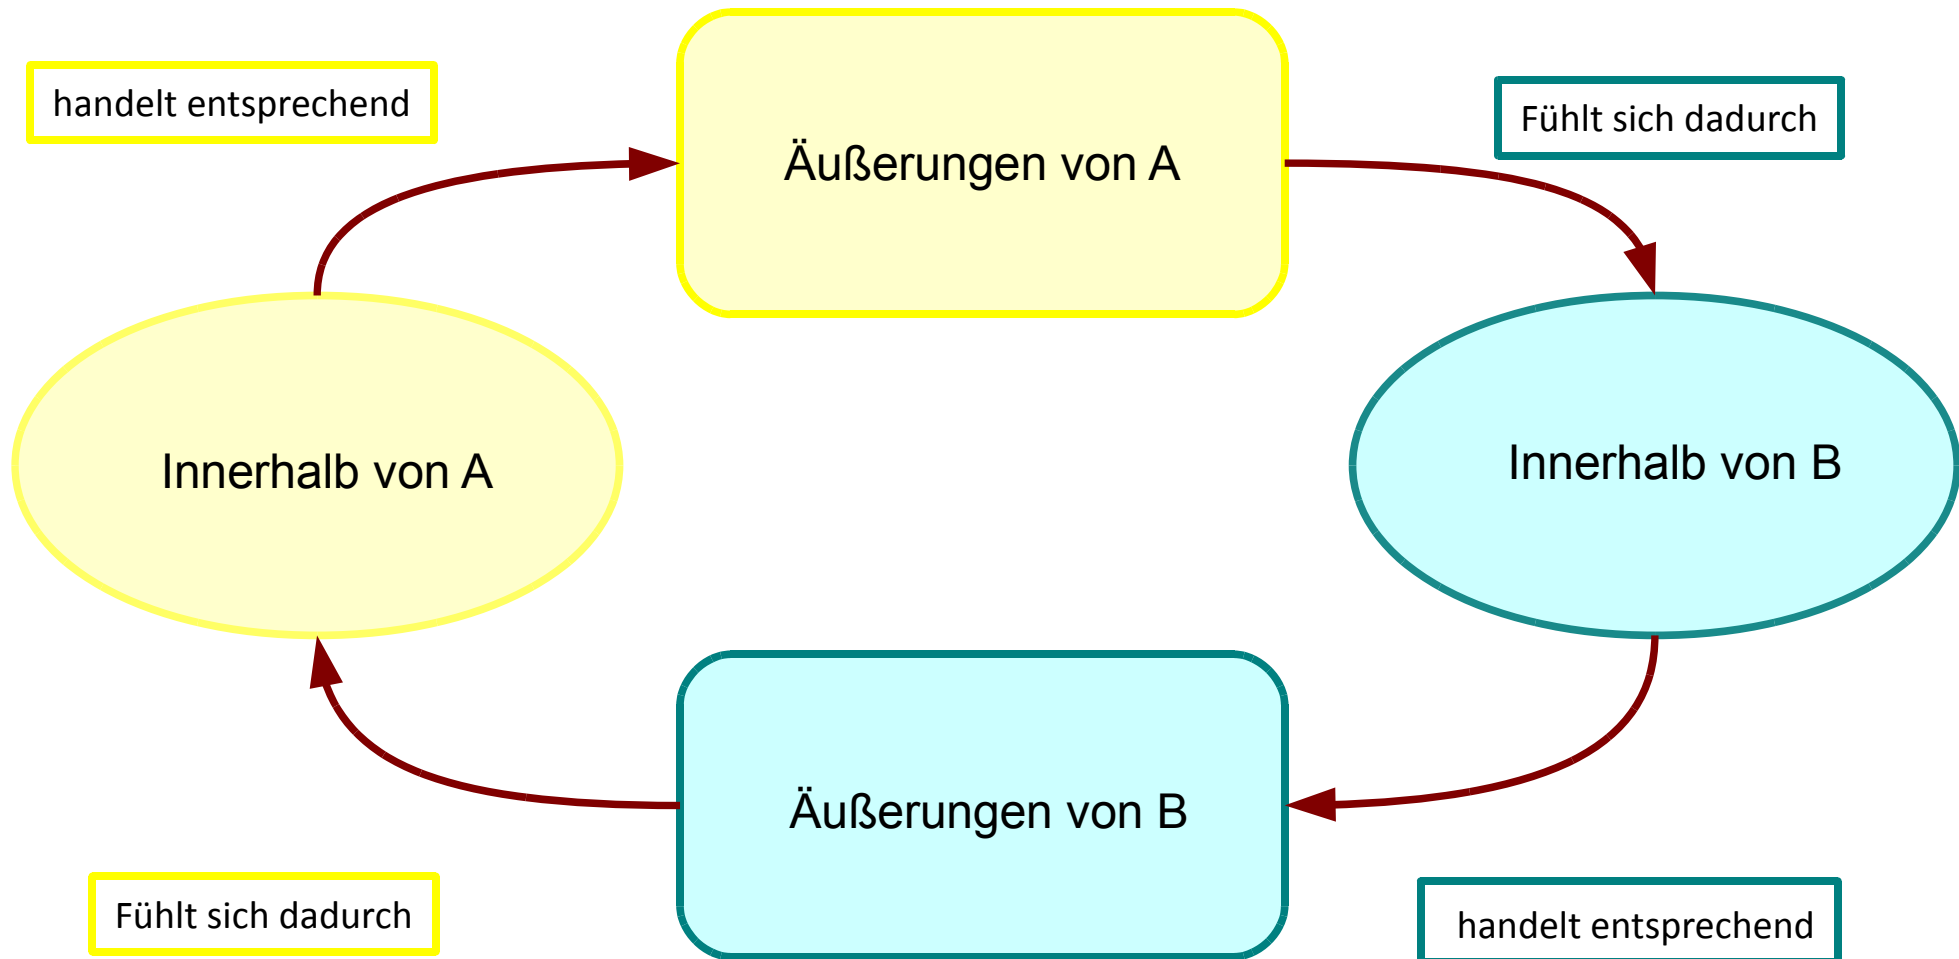 handelt entsprechend
Äußerungen von A
Fühlt sich dadurch
Innerhalb von A
Innerhalb von B
Äußerungen von B
Fühlt sich dadurch
handelt entsprechend